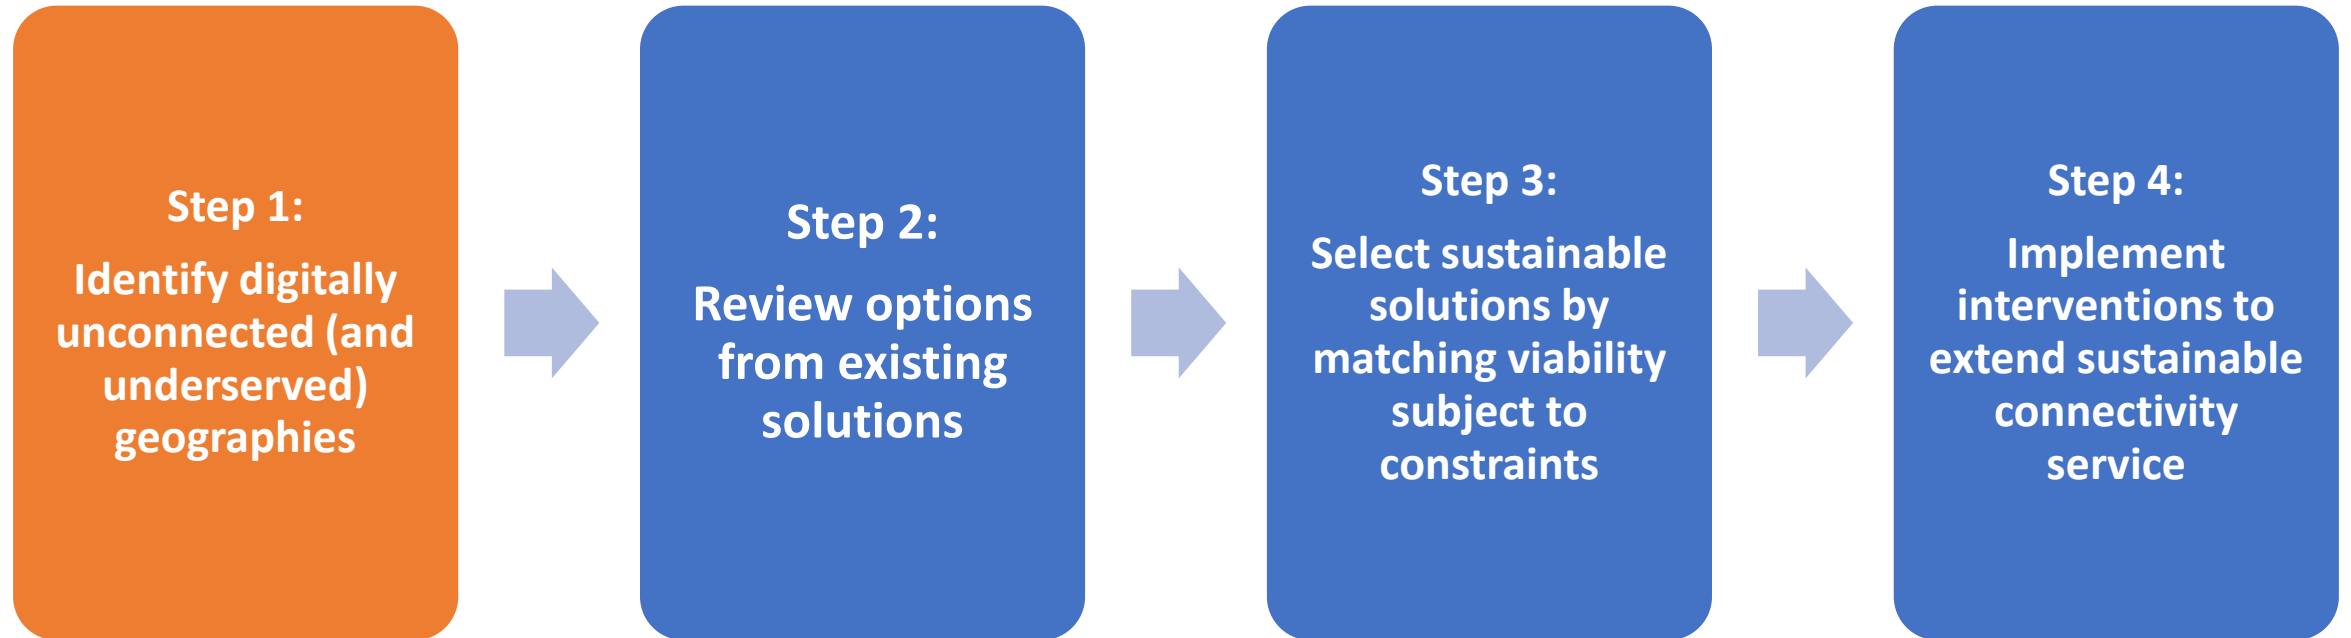 Step 1:
Identify digitally
unconnected (and
underserved)
geographies
Step 2:
Review options
from existing
solutions
Step 3:
Select sustainable
solutions by
matching viability
subject to
constraints
Step 4:
Implement
interventions to
extend sustainable
connectivity
service